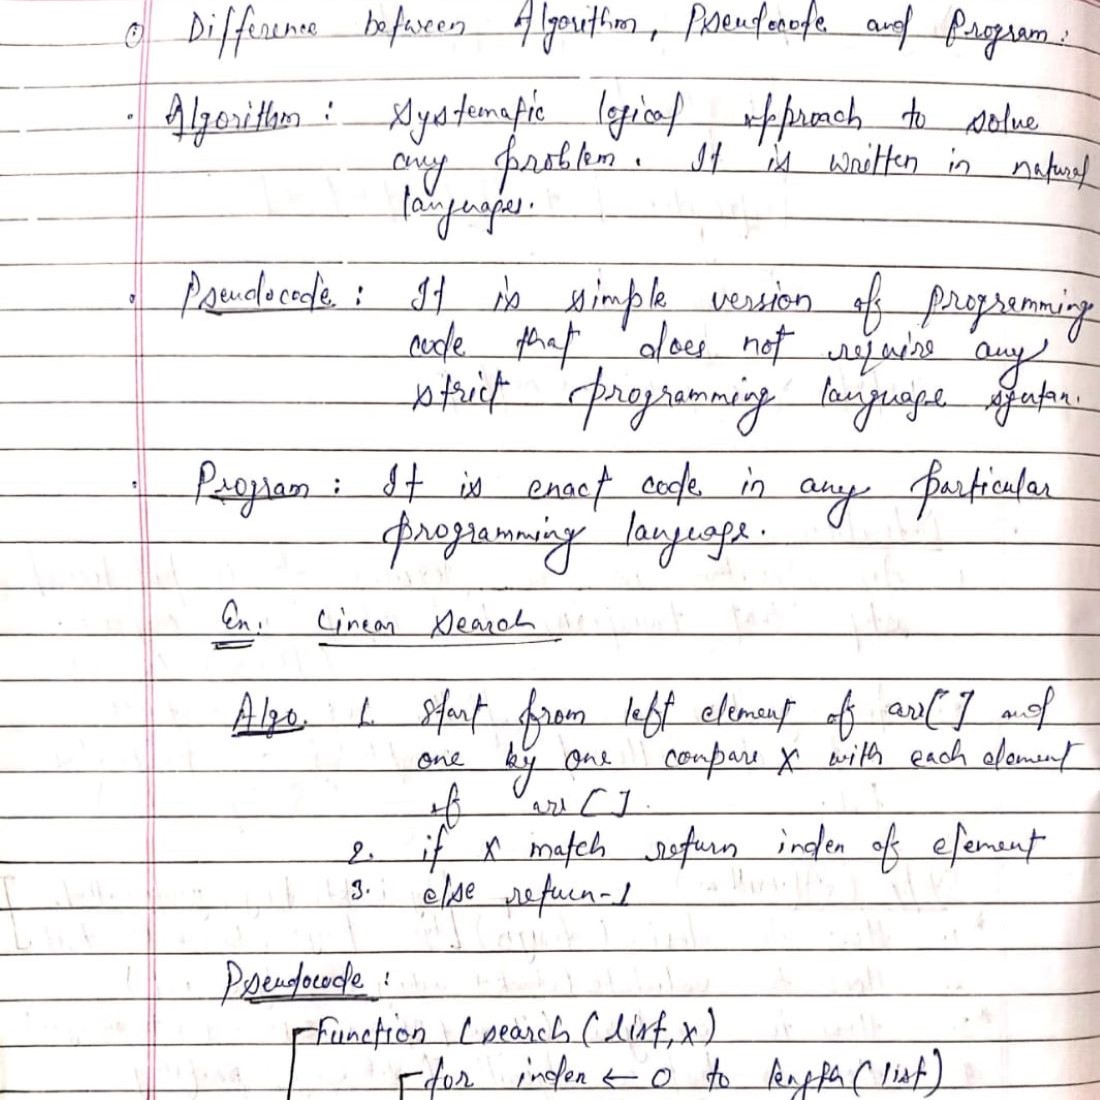 Difference between Algorithm, Pseudocode and Program:
Algorithm : Systematic logical approach to solve
any problem. It is written in natural
languages.
Pseudocode : It is simple version of programming
code that does not require any
strict programming language syntax.
Program : It is exact code in any particular
programming language.
Ex. Linear Search
Algo. 1. Start from left element of arr[] and
one by one compare x with each element
of arr[].
2. if x match return index of element
3. else return -1
Pseudocode :
Function Lsearch(list, x)
for index ← 0 to length(list)